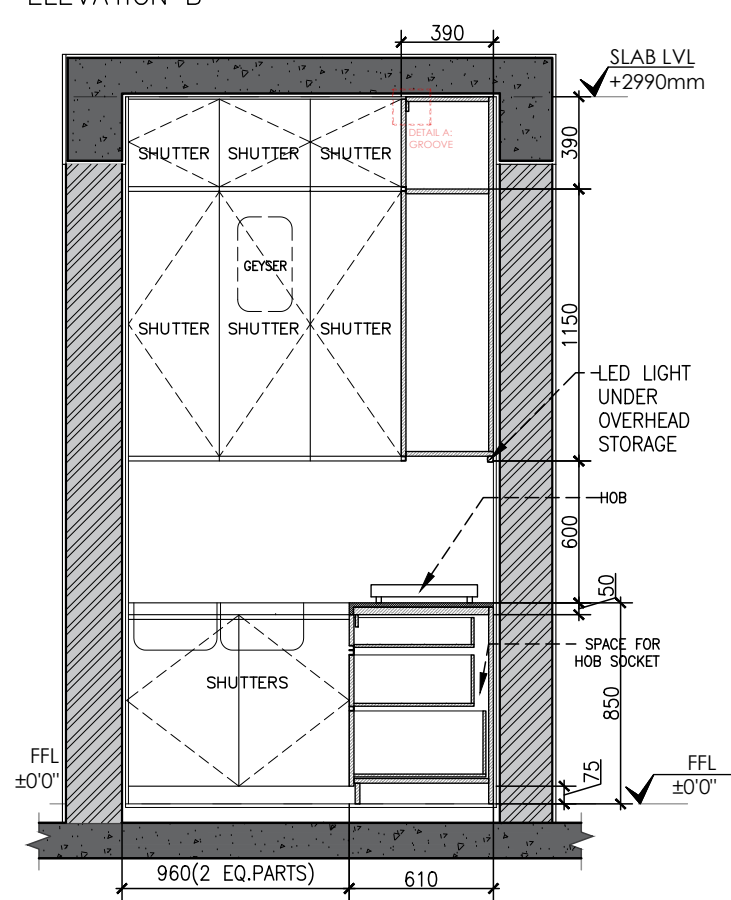 ELEVATION B
390
SLAB LVL
+2990mm
DETAIL A:
GROOVE
390
SHUTTER SHUTTER SHUTTER
GEYSER
1150
SHUTTER SHUTTER SHUTTER
LED LIGHT
UNDER
OVERHEAD
STORAGE
HOB
600
50
SPACE FOR
HOB SOCKET
SHUTTERS
850
FFL
±0'0"
75
FFL
±0'0"
960(2 EQ.PARTS)
610